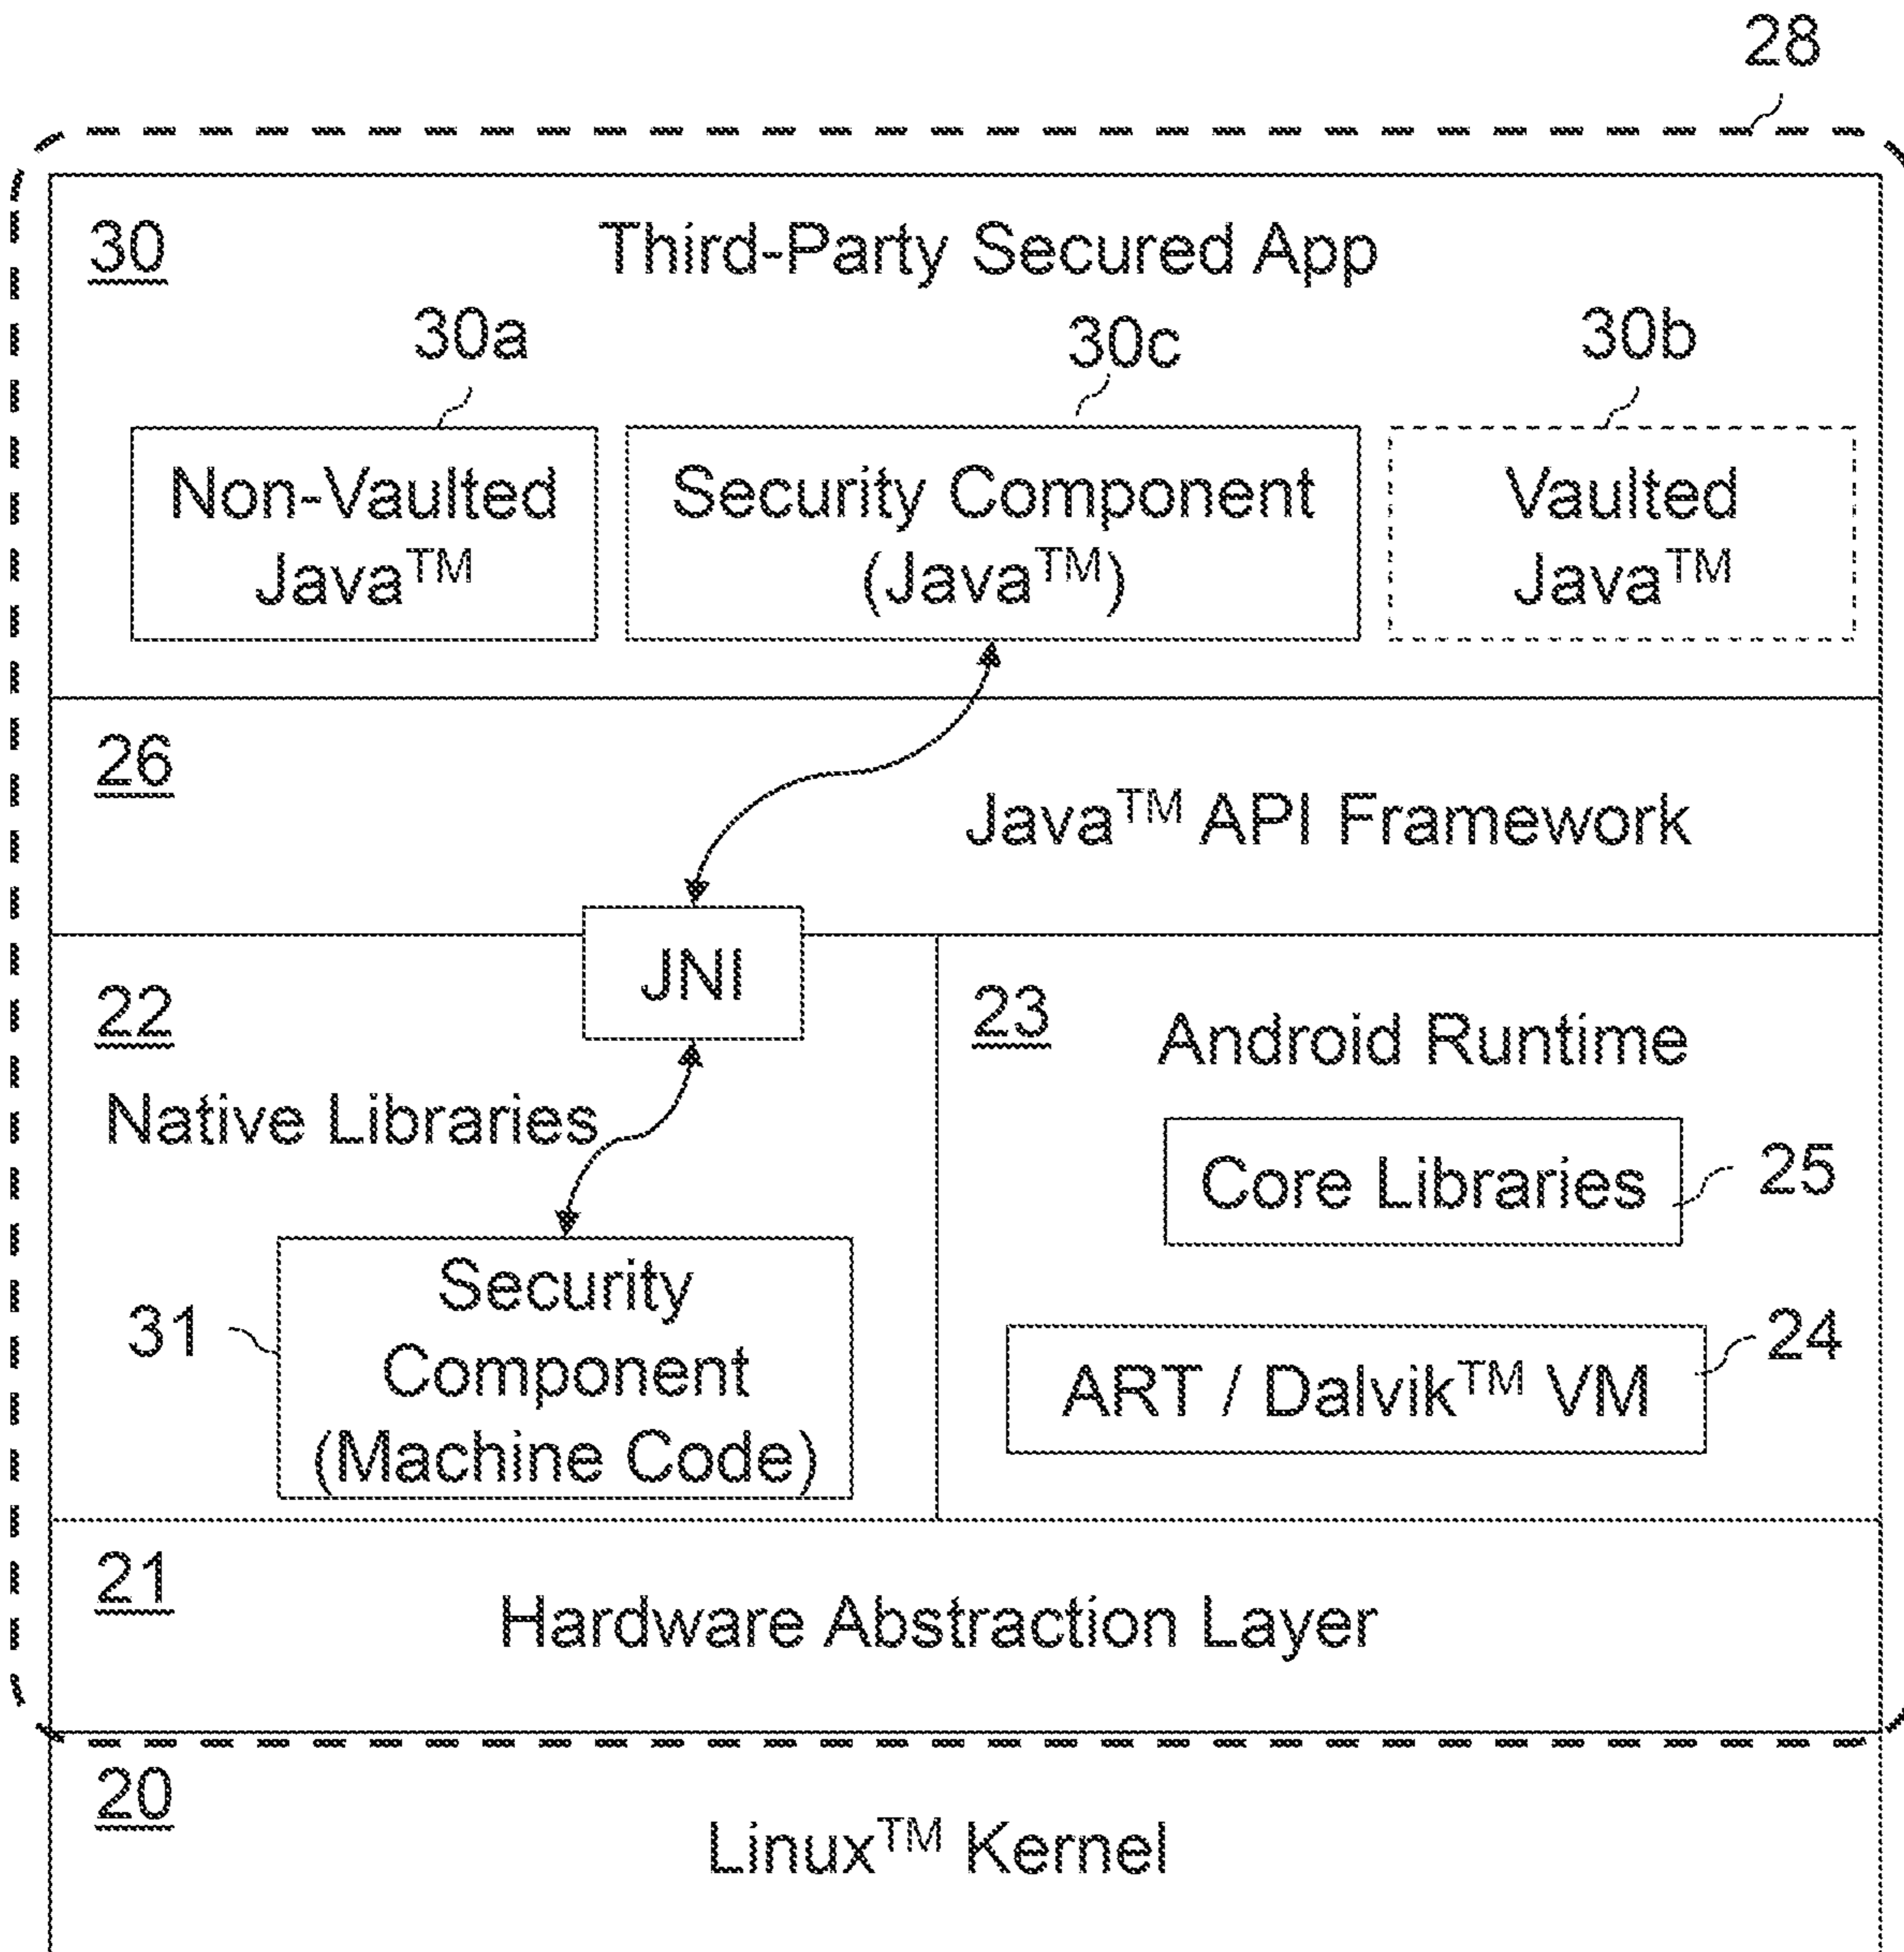 28
30
Third-Party Secured App
30a
30c
30b
Non-Vaulted
Java™
Security Component
(Java™)
Vaulted
Java™
26
Java™ API Framework
JNI
22
Native Libraries
23
Android Runtime
Core Libraries
25
31
Security
Component
(Machine Code)
ART / Dalvik™ VM
24
21
Hardware Abstraction Layer
20
Linux™ Kernel